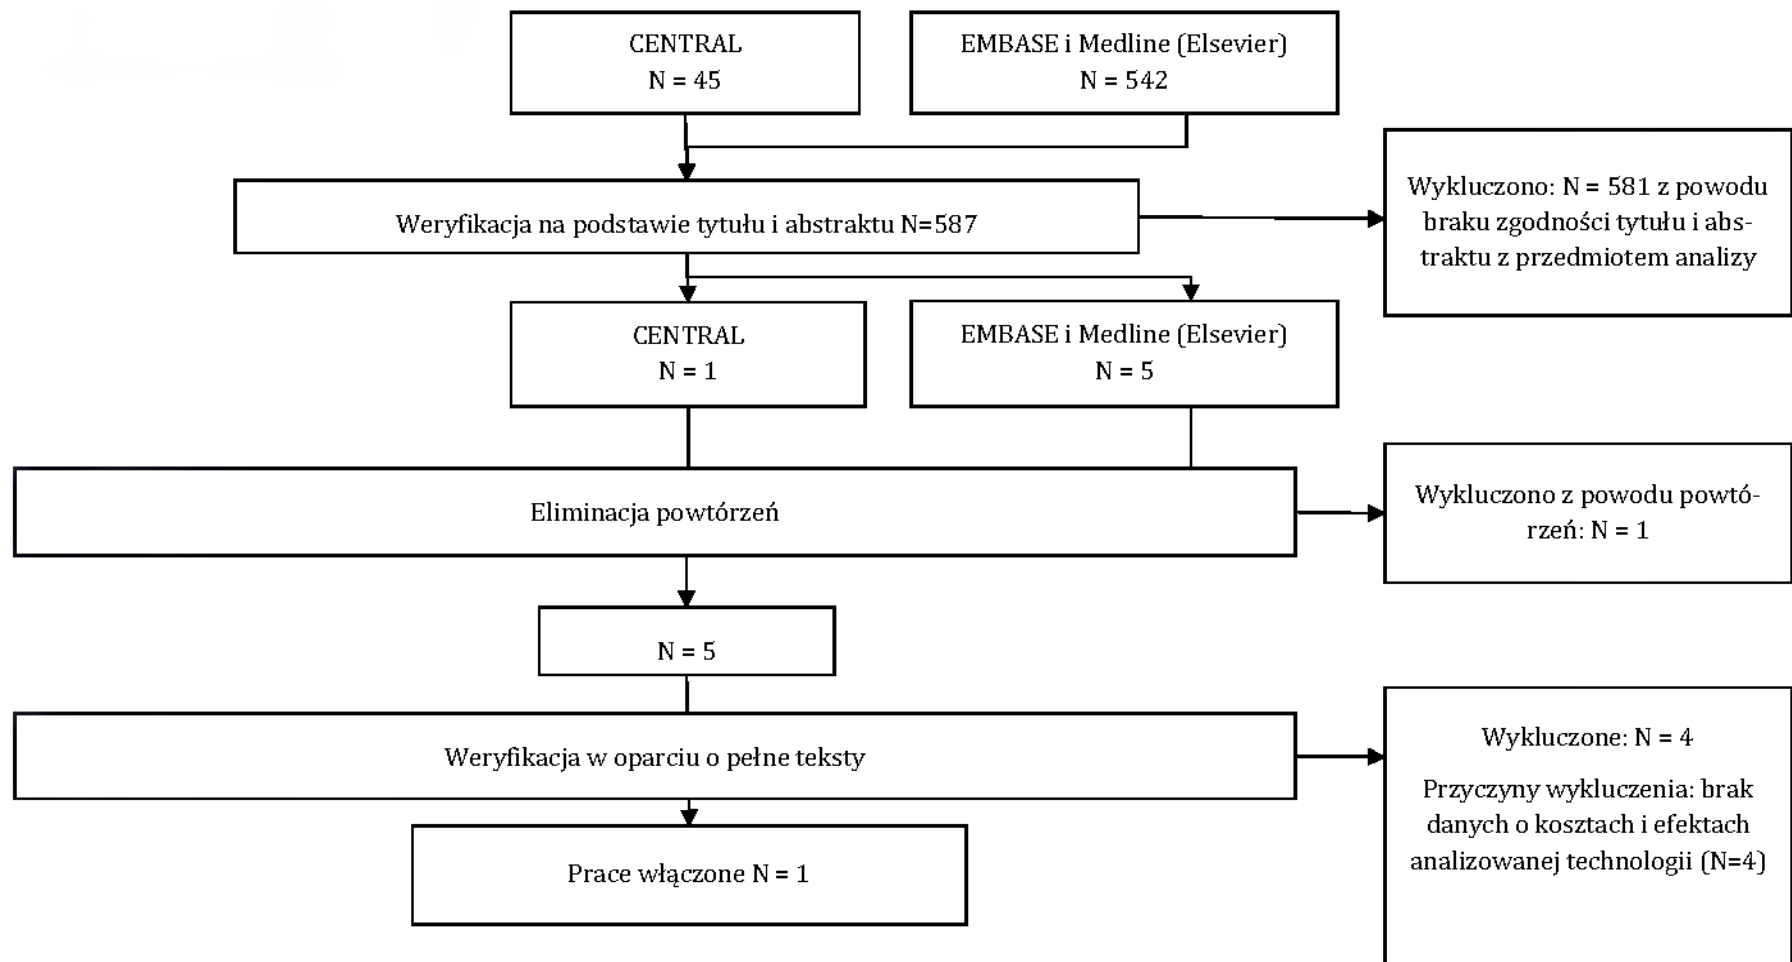 CENTRAL
N = 45
EMBASE i Medline (Elsevier)
N = 542
Weryfikacja na podstawie tytułu i abstraktu N=587
Wykluczono: N = 581 z powodu
braku zgodności tytułu i abs-
traktu z przedmiotem analizy
CENTRAL
N = 1
EMBASE i Medline (Elsevier)
N = 5
Eliminacja powtórzeń
Wykluczono z powodu powtó-
rzeń: N = 1
N = 5
Weryfikacja w oparciu o pełne teksty
Wykluczone: N = 4
Przyczyny wykluczenia: brak
danych o kosztach i efektach
analizowanej technologii (N=4)
Prace włączone N = 1